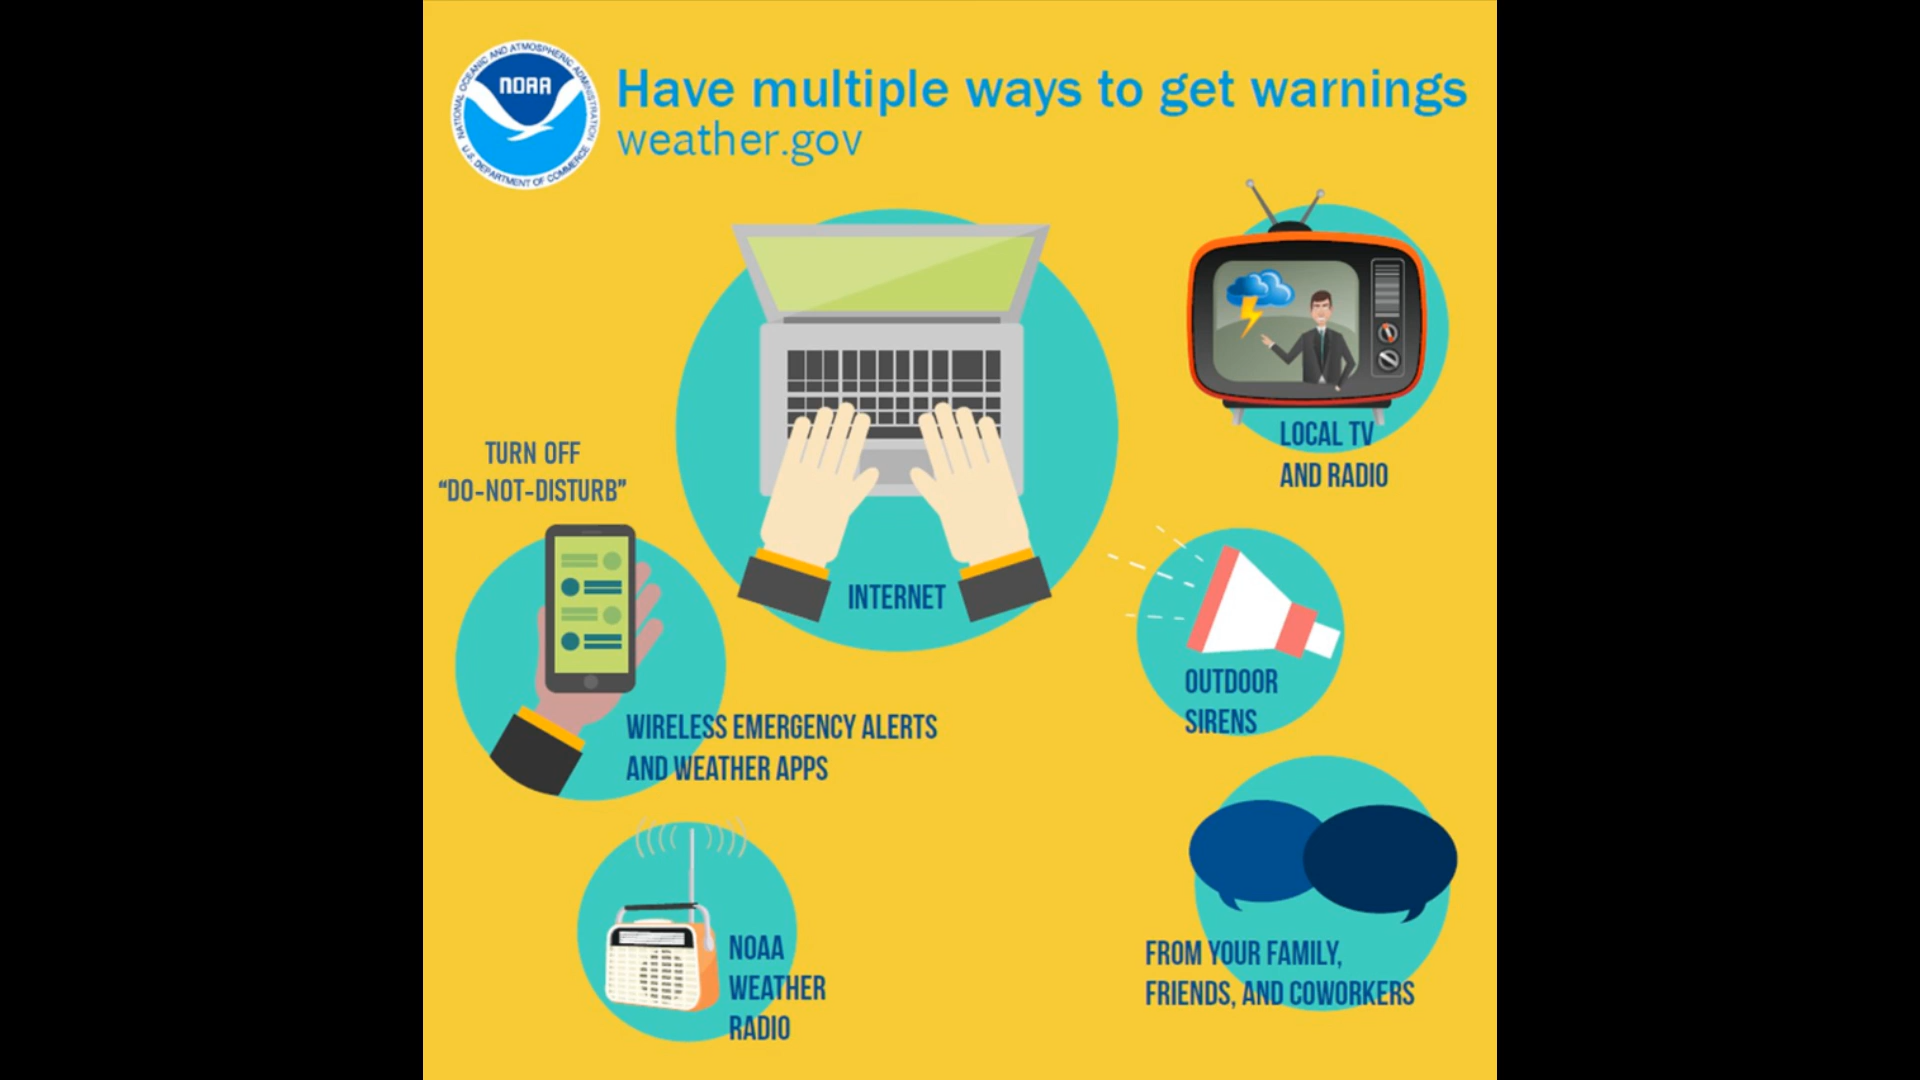 NATIONAL OCEANIC AND ATMOSPHERIC ADMINISTRATION
U.S. DEPARTMENT OF COMMERCE
NOAA
Have multiple ways to get warnings
weather.gov
LOCAL TV
AND RADIO
TURN OFF
“DO-NOT-DISTURB”
INTERNET
OUTDOOR
SIRENS
WIRELESS EMERGENCY ALERTS
AND WEATHER APPS
NOAA
WEATHER
RADIO
FROM YOUR FAMILY,
FRIENDS, AND COWORKERS